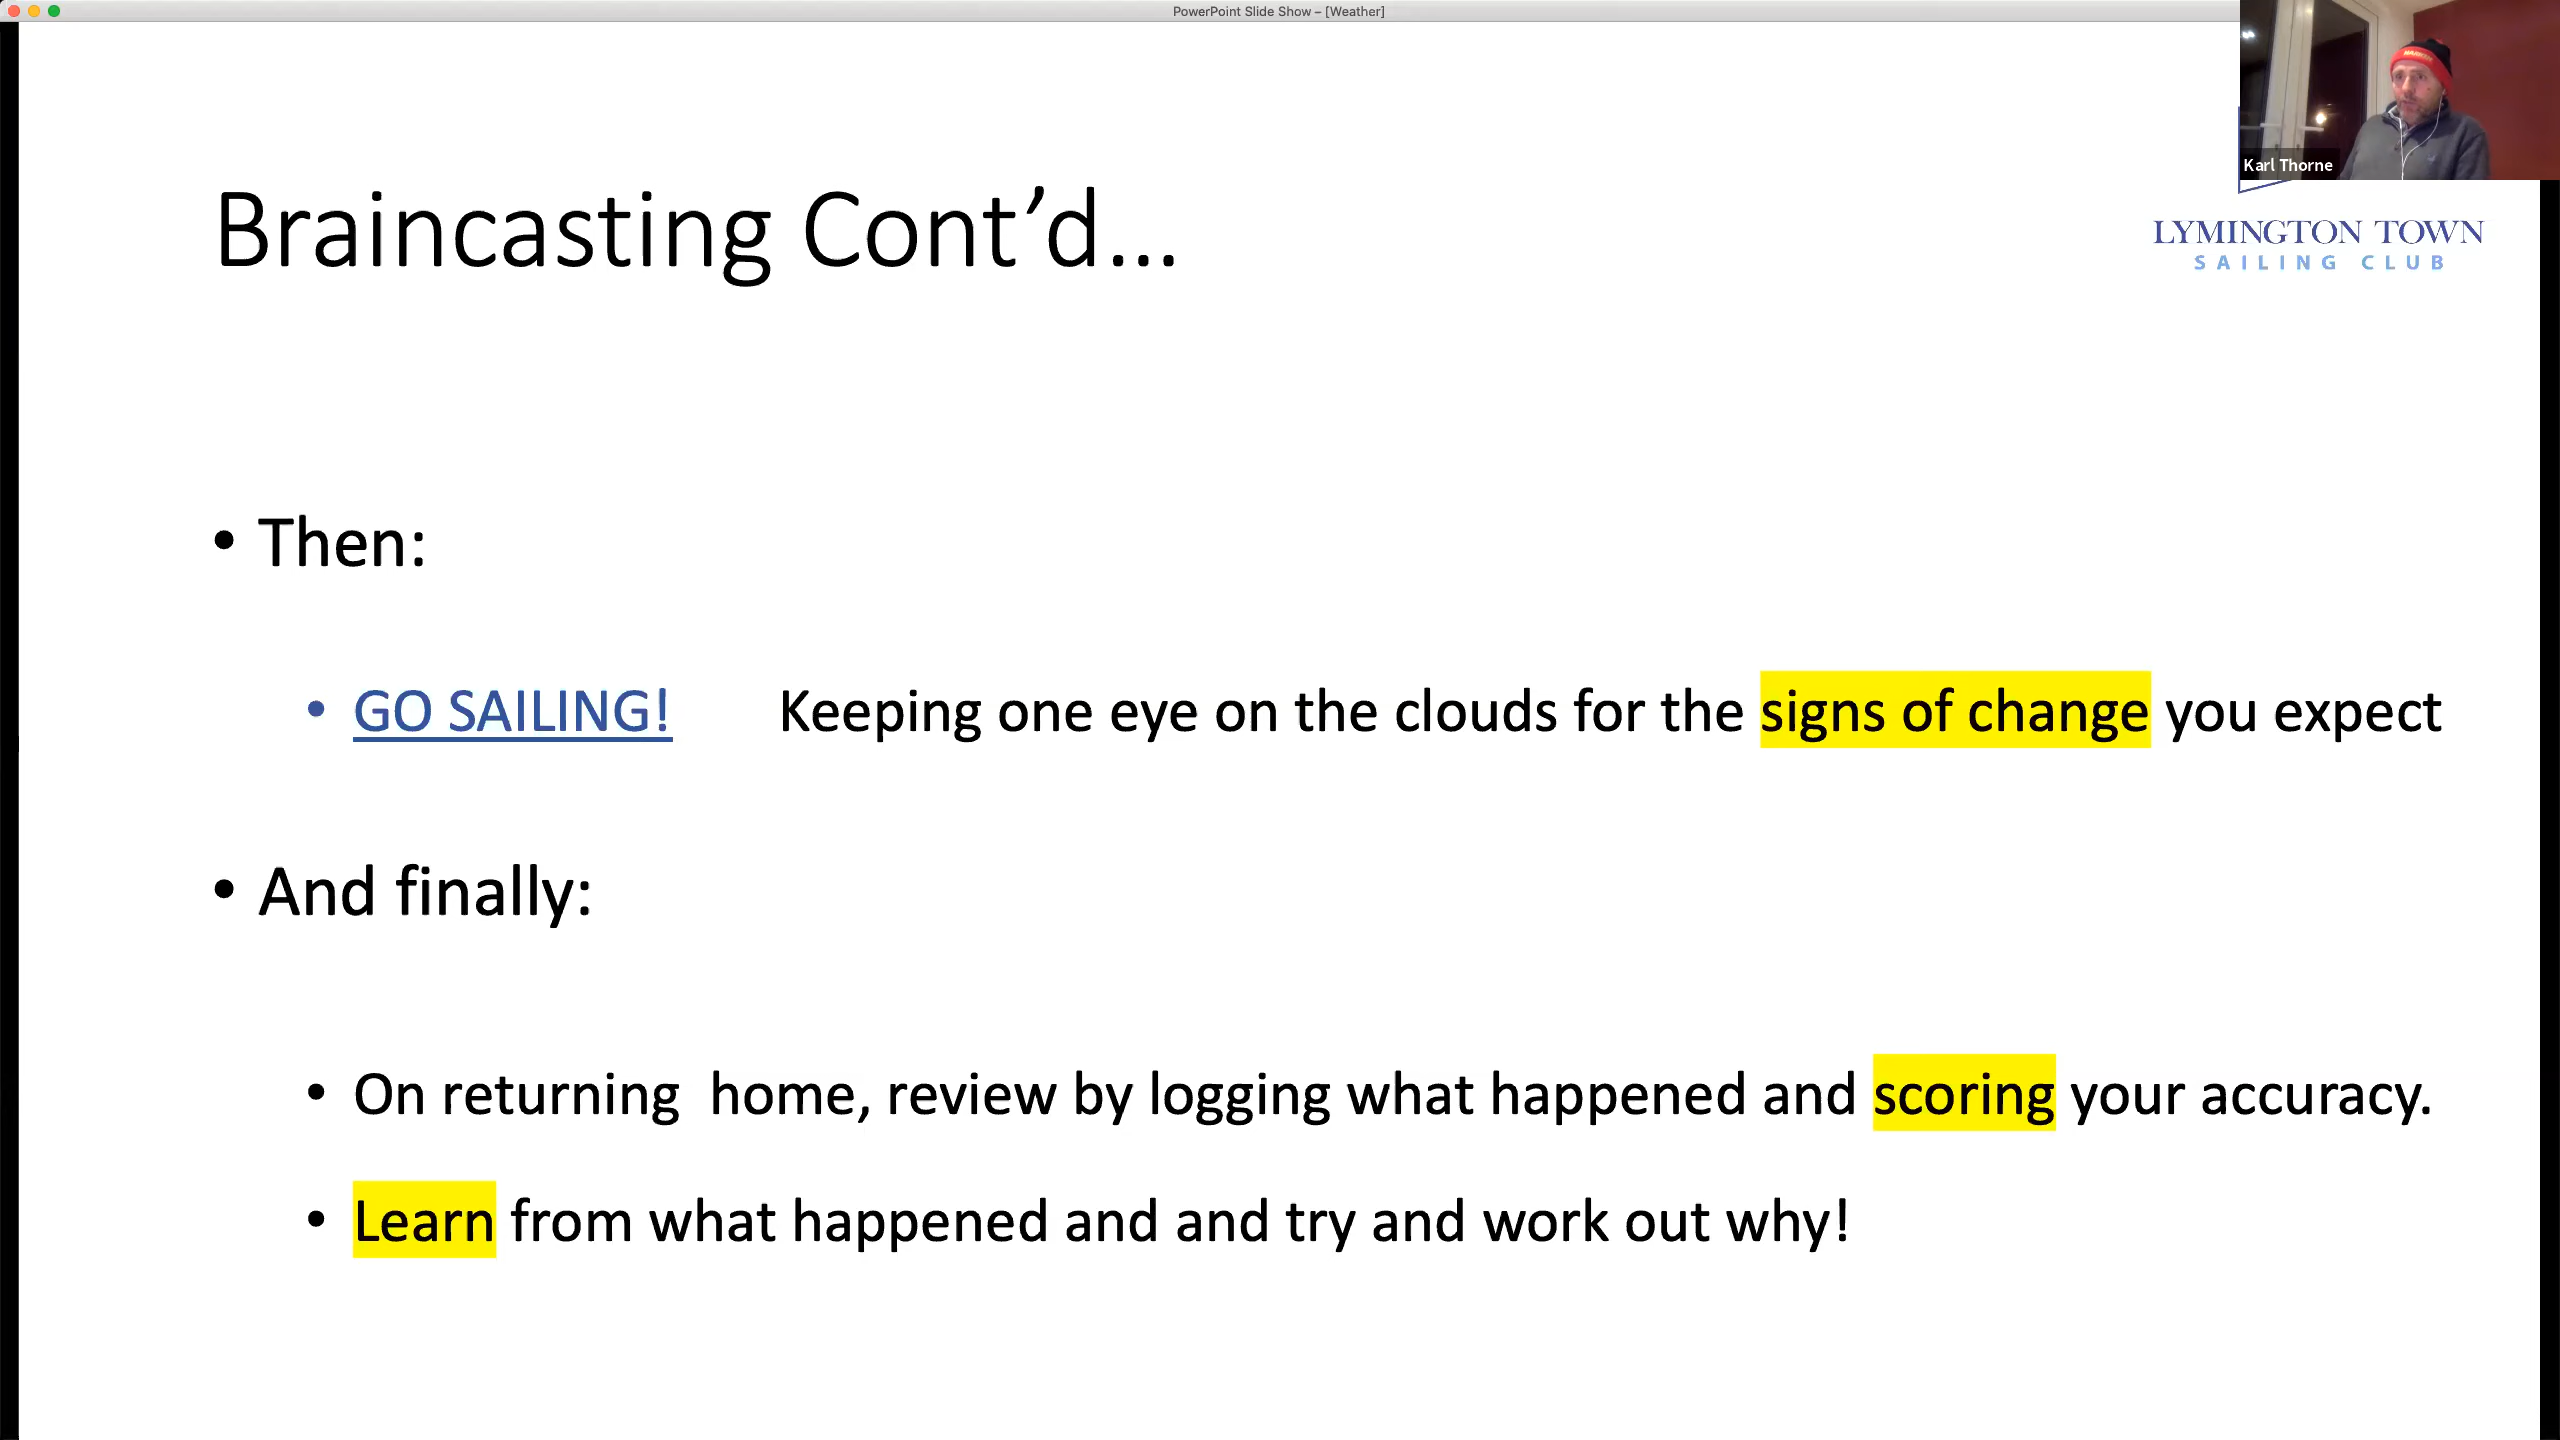 PowerPoint Slide Show – [Weather]
Karl Thorne
LYMINGTON TOWN
SAILING CLUB
Braincasting Cont’d…
• Then:
• GO SAILING! Keeping one eye on the clouds for the signs of change you expect
• And finally:
• On returning  home, review by logging what happened and scoring your accuracy.
• Learn from what happened and and try and work out why!